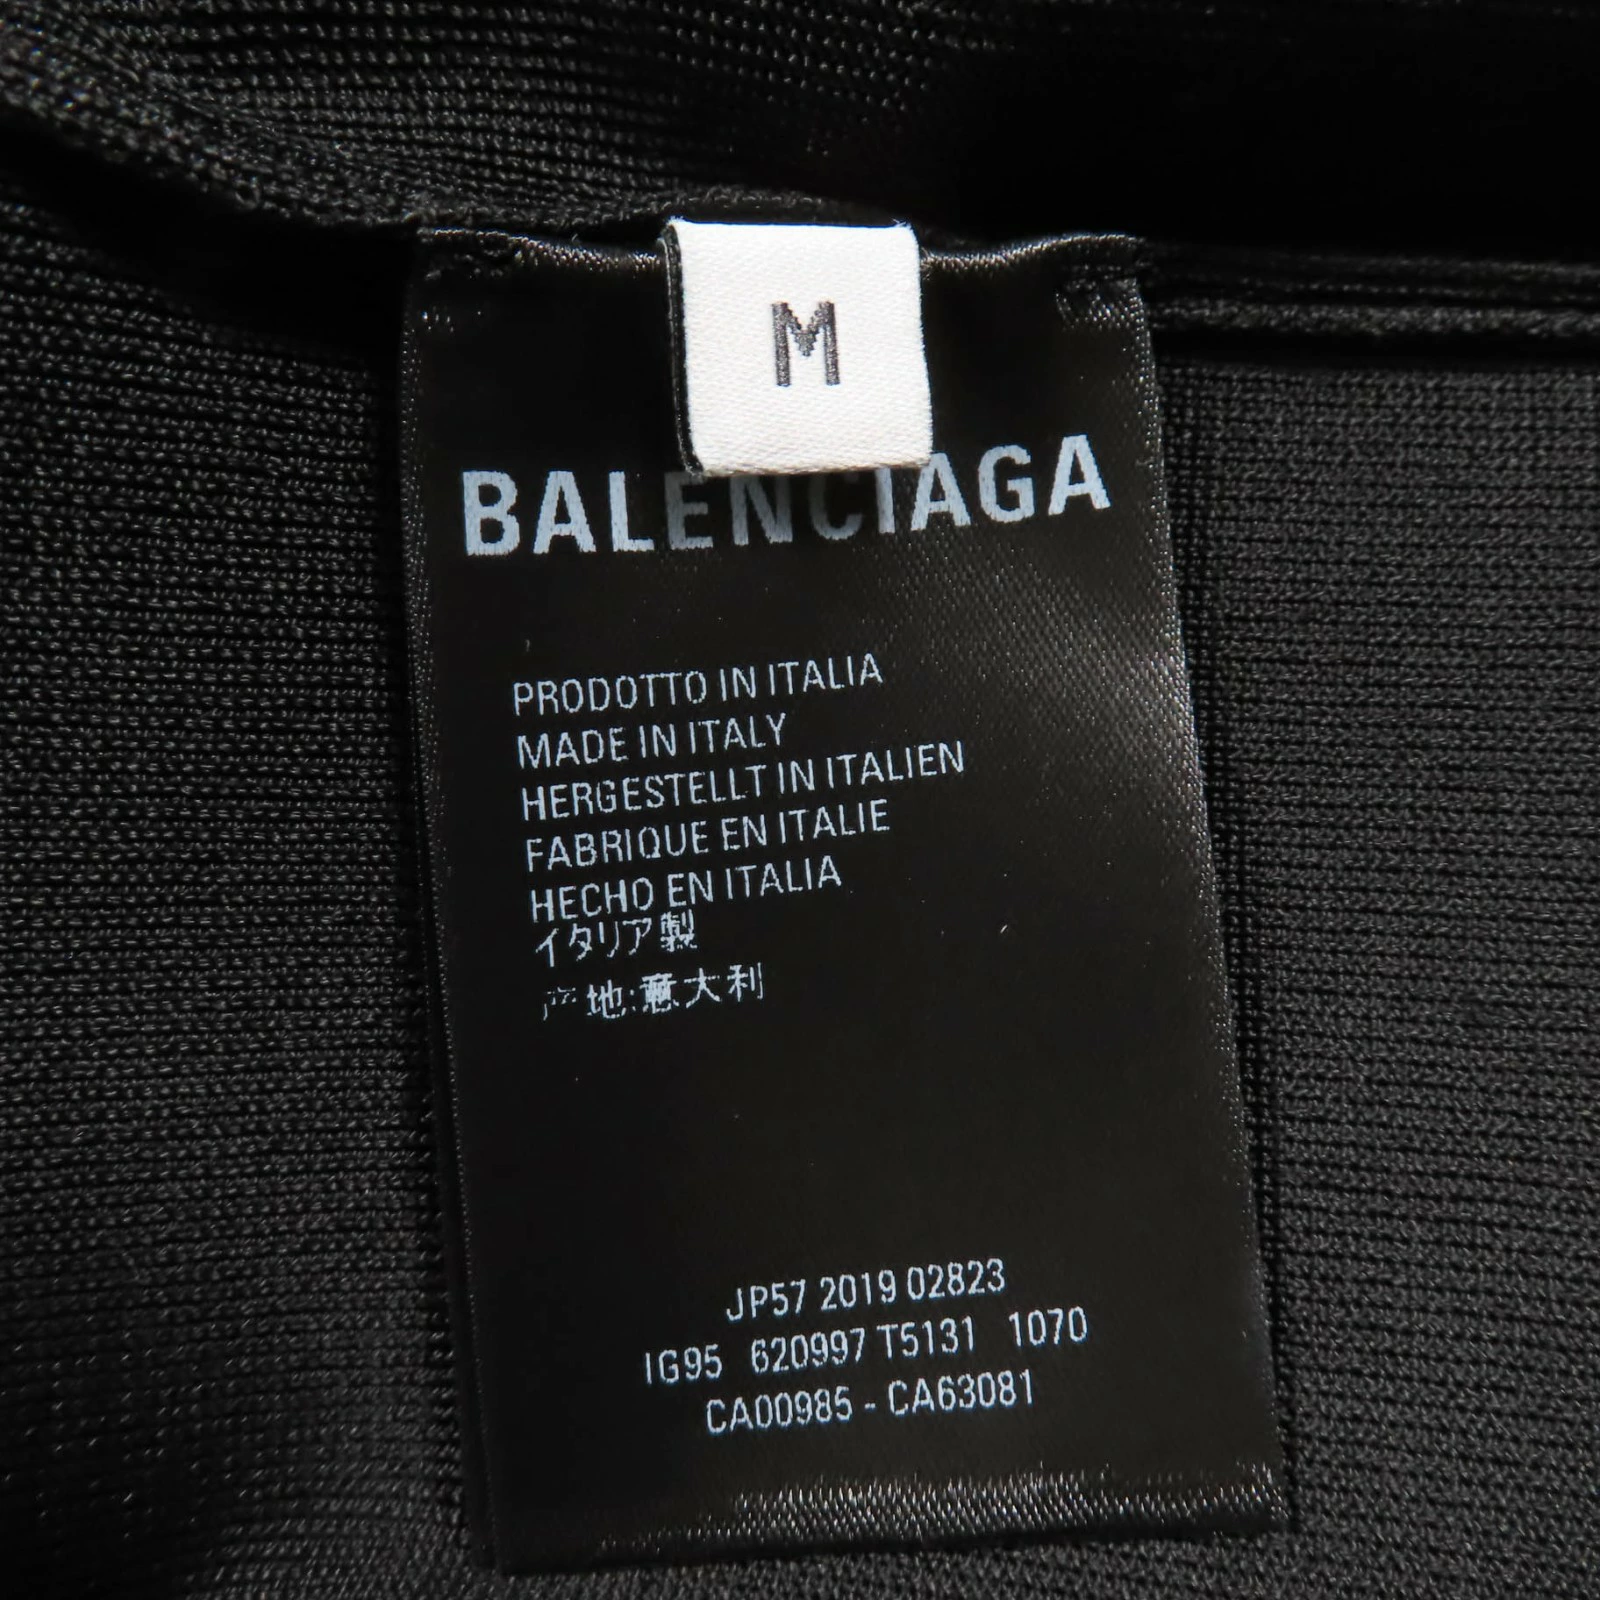 M
BALENCIAGA
PRODOTTO IN ITALIA
MADE IN ITALY
HERGESTELLT IN ITALIEN
FABRIQUE EN ITALIE
HECHO EN ITALIA
イタリア製
产地:意大利
JP57 2019 02823
IG95 620997 T5131 1070
CA00985 - CA63081